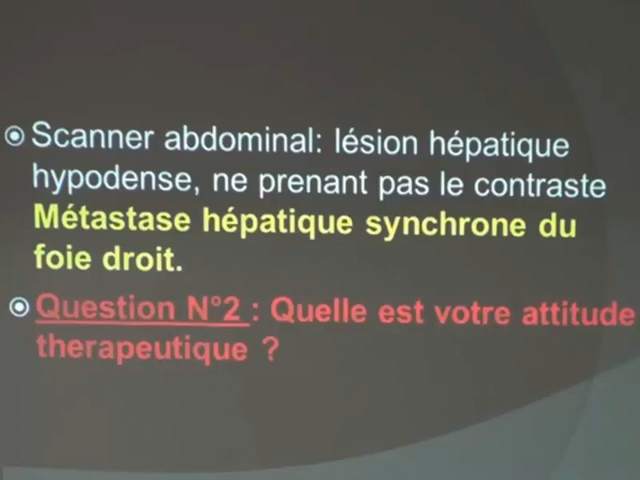 Scanner abdominal: lésion hépatique
hypodense, ne prenant pas le contraste
Métastase hépatique synchrone du
foie droit.
Question N°2 : Quelle est votre attitude
therapeutique ?